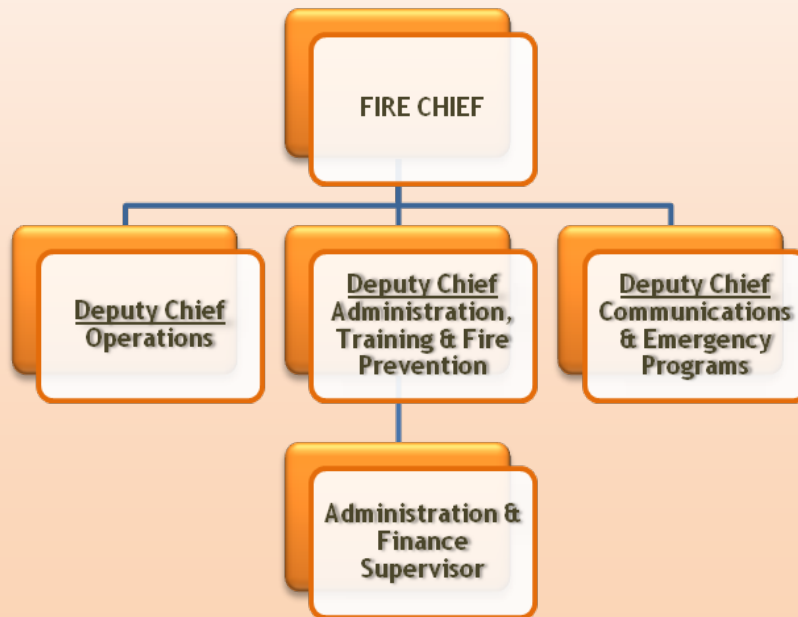 FIRE CHIEF
Deputy Chief
Operations
Deputy Chief
Administration,
Training & Fire
Prevention
Deputy Chief
Communications
& Emergency
Programs
Administration &
Finance
Supervisor